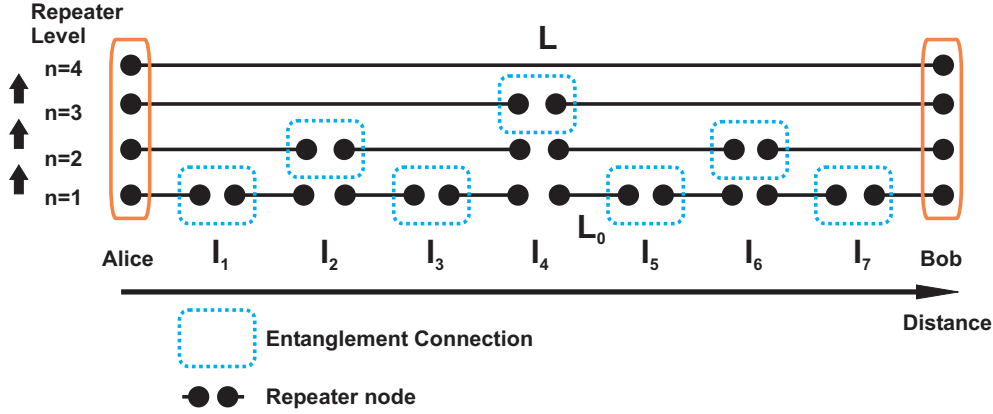 Repeater
Level
L
n=4
n=3
n=2
n=1
L₀
Alice I₁ I₂ I₃ I₄ I₅ I₆ I₇ Bob
Distance
Entanglement Connection
Repeater node